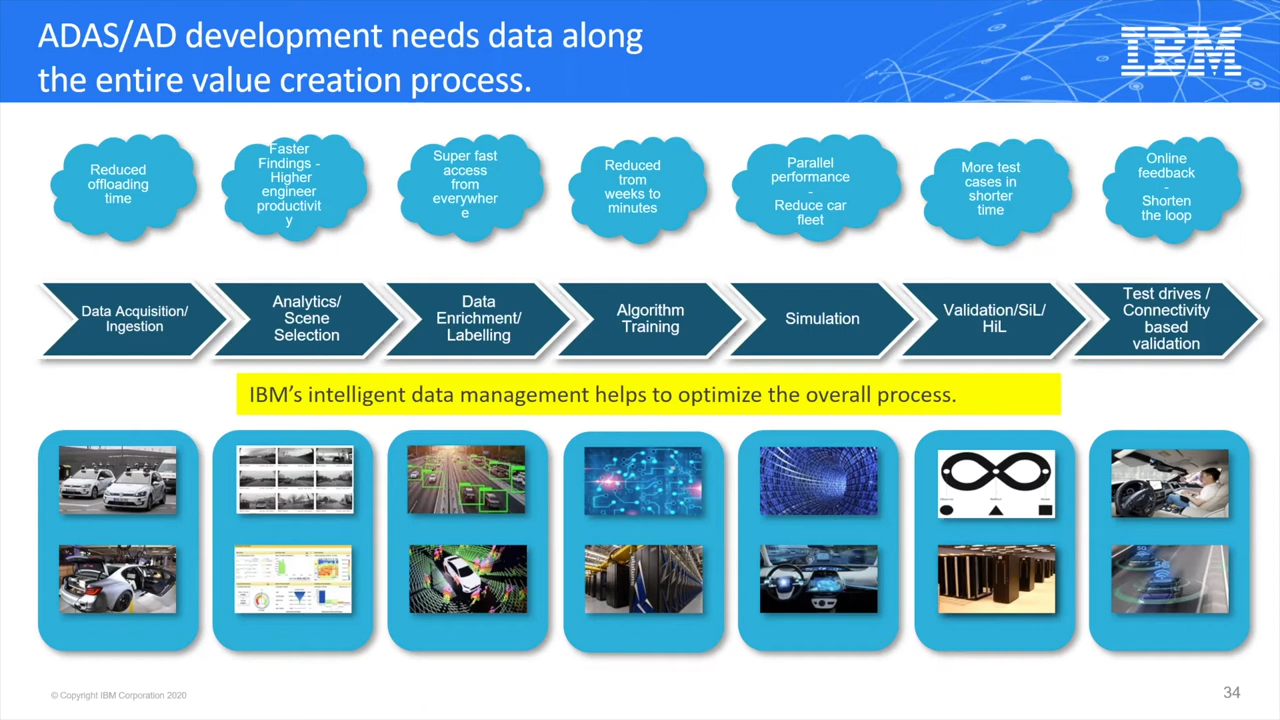 ADAS/AD development needs data along
the entire value creation process.
IBM
Reduced
offloading
time
Faster
Findings -
Higher
engineer
productivit
y
Super fast
access
from
everywher
e
Reduced
trom
weeks to
minutes
Parallel
performance
-
Reduce car
fleet
More test
cases in
shorter
time
Online
feedback
-
Shorten
the loop
Data Acquisition/
Ingestion
Analytics/
Scene
Selection
Data
Enrichment/
Labelling
Algorithm
Training
Simulation
Validation/SiL/
HiL
Test drives /
Connectivity
based
validation
IBM's intelligent data management helps to optimize the overall process.
5G
5G
© Copyright IBM Corporation 2020
34